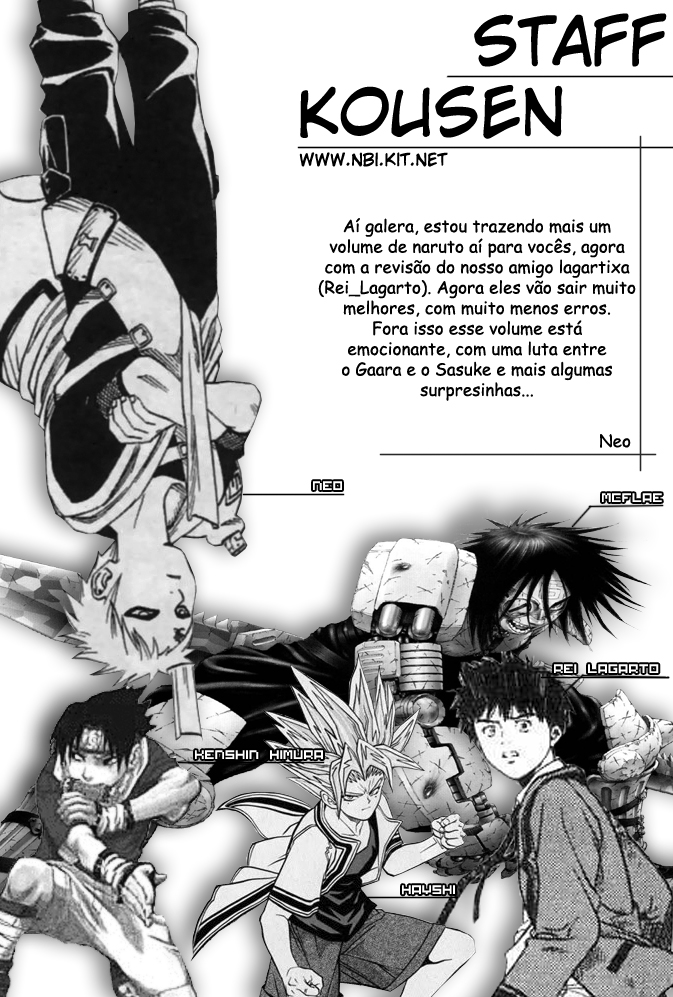 STAFF
KOUSEN
WWW.NBI.KIT.NET
Aí galera, estou trazendo mais um
volume de naruto aí para vocês, agora
com a revisão do nosso amigo lagartixa
(Rei_Lagarto). Agora eles vão sair muito
melhores, com muito menos erros.
Fora isso esse volume está
emocionante, com uma luta entre
o Gaara e o Sasuke e mais algumas
surpresinhas...
Neo
NEO
MCFLAE
REI LAGARTO
KENSHIN HIMURA
HAYSHI